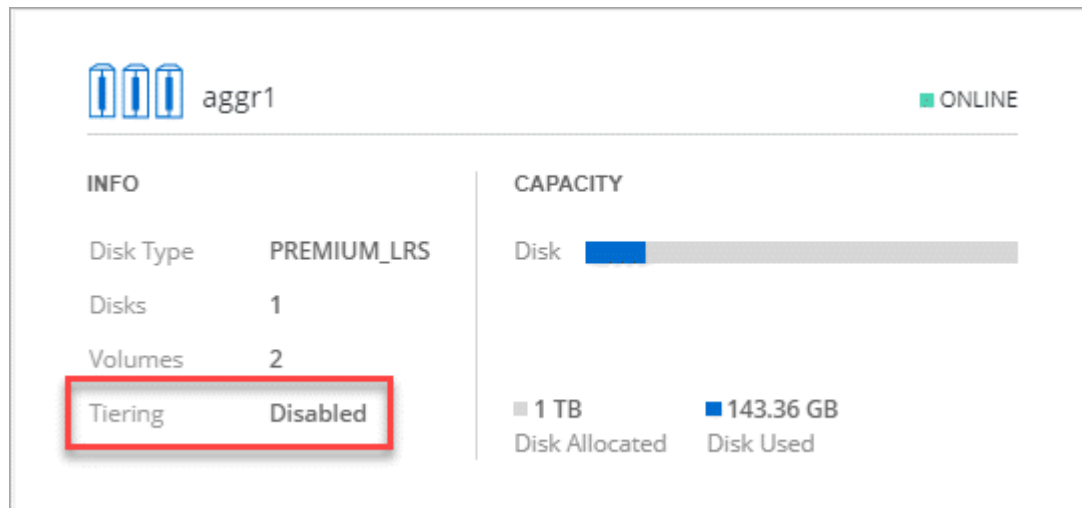 aggr1
ONLINE
INFO
Disk Type PREMIUM_LRS
Disks 1
Volumes 2
Tiering Disabled
CAPACITY
Disk
1 TB
Disk Allocated
143.36 GB
Disk Used